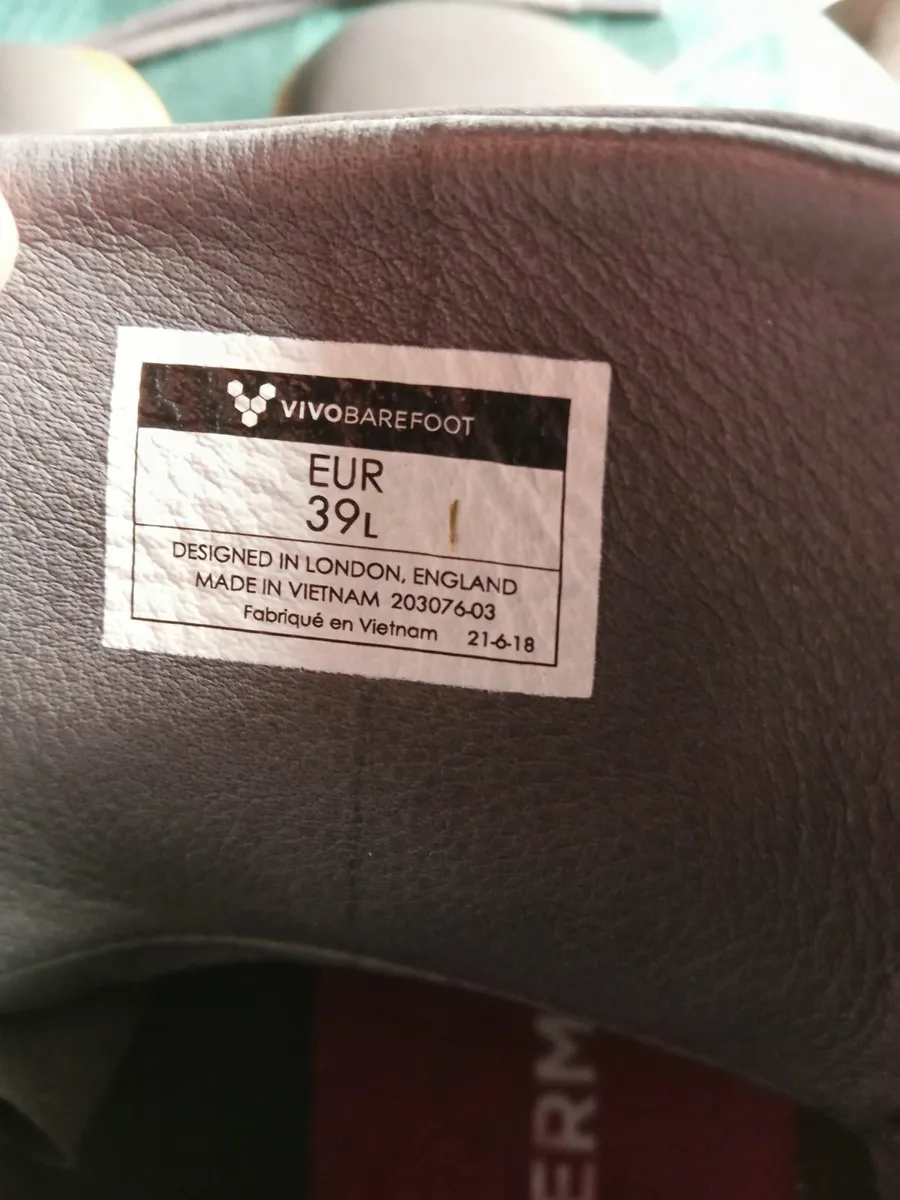 VIVOBAREFOOT
EUR
39L
DESIGNED IN LONDON, ENGLAND
MADE IN VIETNAM 203076-03
Fabriqué en Vietnam 21-6-18
ERM